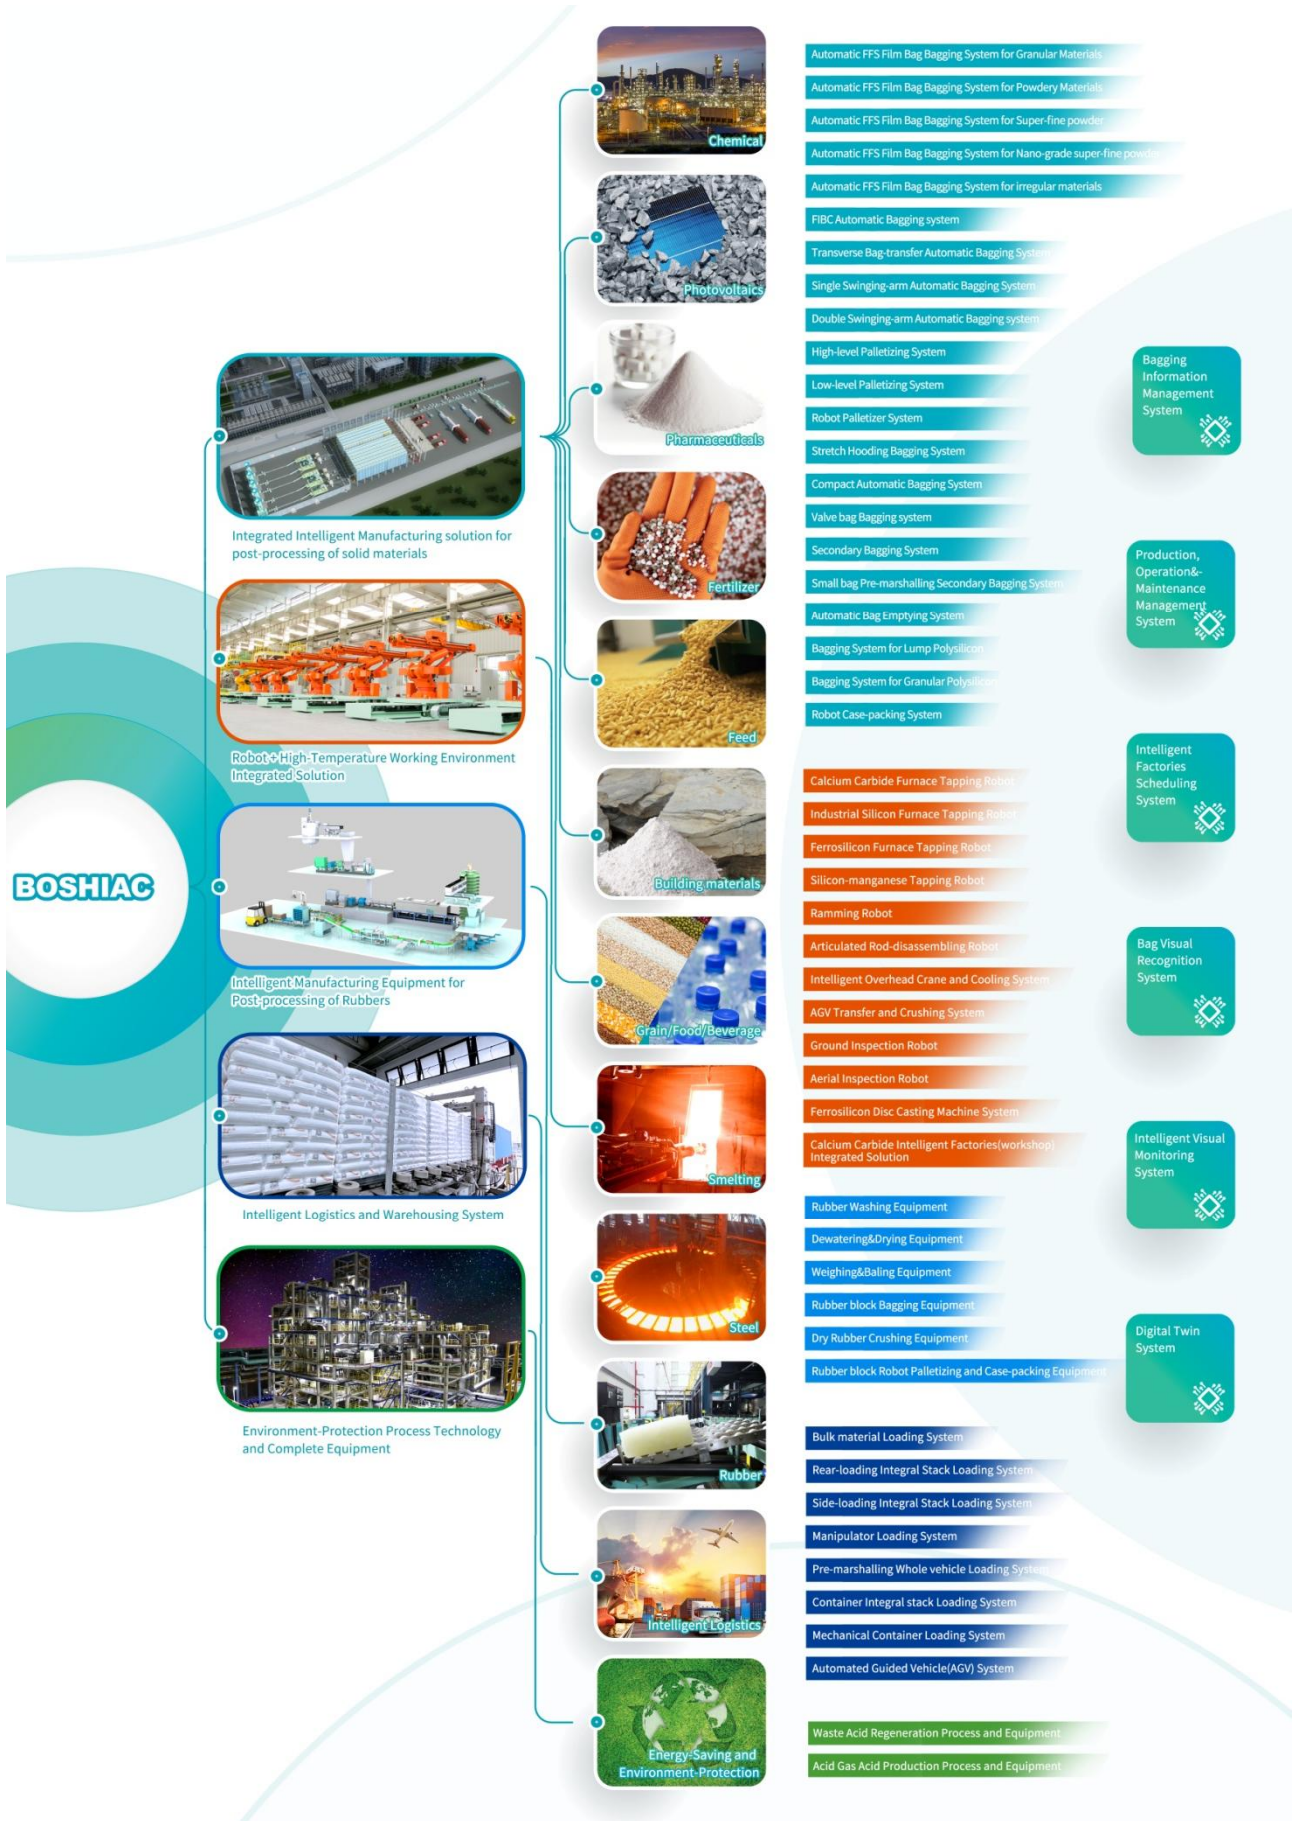 BOSHIAC
Integrated Intelligent Manufacturing solution for
post-processing of solid materials
Robot + High-Temperature Working Environment
Integrated Solution
Intelligent Manufacturing Equipment for
Post-processing of Rubbers
Intelligent Logistics and Warehousing System
Environment-Protection Process Technology
and Complete Equipment
Chemical
Photovoltaics
Pharmaceuticals
Fertilizer
Feed
Building materials
Grain/Food/Beverage
Smelting
Steel
Rubber
Intelligent Logistics
Energy-Saving and
Environment-Protection
Automatic FFS Film Bag Bagging System for Granular Materials
Automatic FFS Film Bag Bagging System for Powdery Materials
Automatic FFS Film Bag Bagging System for Super-fine powder
Automatic FFS Film Bag Bagging System for Nano-grade super-fine powder
Automatic FFS Film Bag Bagging System for irregular materials
FIBC Automatic Bagging system
Transverse Bag-transfer Automatic Bagging System
Single Swinging-arm Automatic Bagging System
Double Swinging-arm Automatic Bagging system
High-level Palletizing System
Low-level Palletizing System
Robot Palletizer System
Stretch Hooding Bagging System
Compact Automatic Bagging System
Valve bag Bagging system
Secondary Bagging System
Small bag Pre-marshalling Secondary Bagging System
Automatic Bag Emptying System
Bagging System for Lump Polysilicon
Bagging System for Granular Polysilicon
Robot Case-packing System
Calcium Carbide Furnace Tapping Robot
Industrial Silicon Furnace Tapping Robot
Ferrosilicon Furnace Tapping Robot
Silicon-manganese Tapping Robot
Ramming Robot
Articulated Rod-disassembling Robot
Intelligent Overhead Crane and Cooling System
AGV Transfer and Crushing System
Ground Inspection Robot
Aerial Inspection Robot
Ferrosilicon Disc Casting Machine System
Calcium Carbide Intelligent Factories(workshop)
Integrated Solution
Rubber Washing Equipment
Dewatering&Drying Equipment
Weighing&Baling Equipment
Rubber block Bagging Equipment
Dry Rubber Crushing Equipment
Rubber block Robot Palletizing and Case-packing Equipment
Bulk material Loading System
Rear-loading Integral Stack Loading System
Side-loading Integral Stack Loading System
Manipulator Loading System
Pre-marshalling Whole vehicle Loading System
Container Integral stack Loading System
Mechanical Container Loading System
Automated Guided Vehicle(AGV) System
Waste Acid Regeneration Process and Equipment
Acid Gas Acid Production Process and Equipment
Bagging
Information
Management
System
Production,
Operation&-
Maintenance
Management
System
Intelligent
Factories
Scheduling
System
Bag Visual
Recognition
System
Intelligent Visual
Monitoring
System
Digital Twin
System